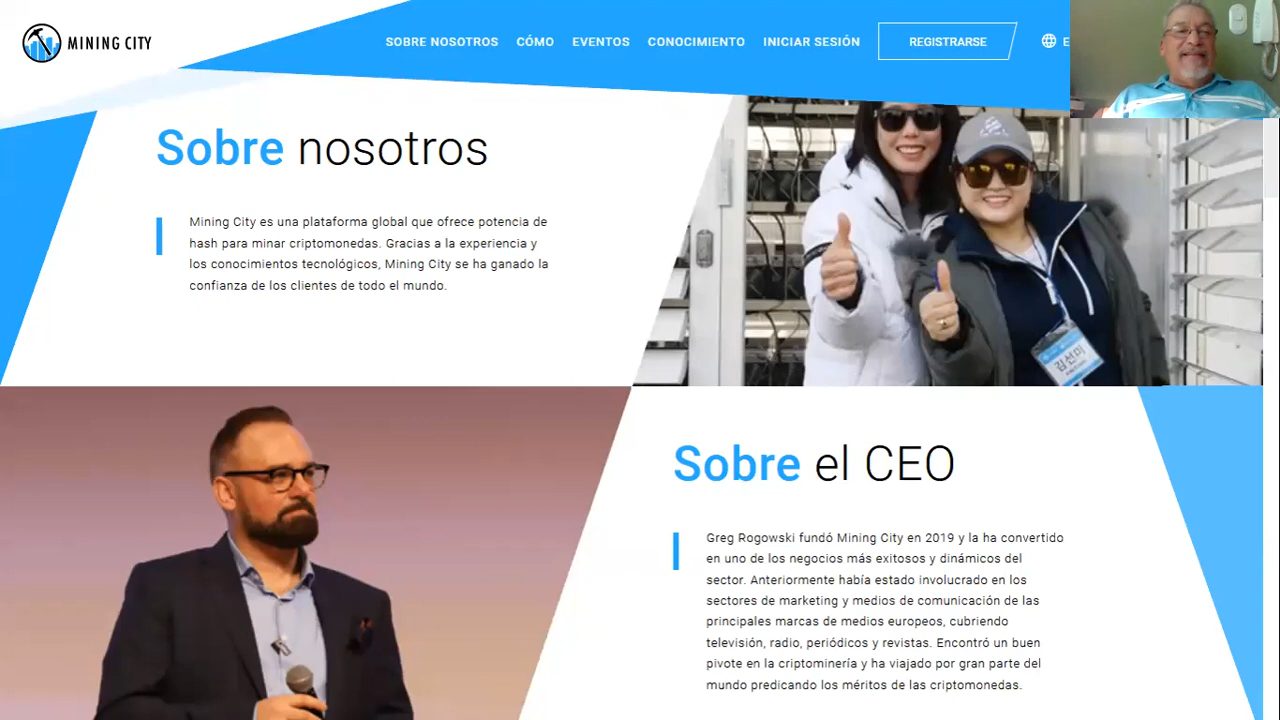 MINING CITY
SOBRE NOSOTROS CÓMO EVENTOS CONOCIMIENTO INICIAR SESIÓN REGISTRARSE E
Sobre nosotros
Mining City es una plataforma global que ofrece potencia de
hash para minar criptomonedas. Gracias a la experiencia y
los conocimientos tecnológicos, Mining City se ha ganado la
confianza de los clientes de todo el mundo.
김선미
Sobre el CEO
Greg Rogowski fundó Mining City en 2019 y la ha convertido
en uno de los negocios más exitosos y dinámicos del
sector. Anteriormente había estado involucrado en los
sectores de marketing y medios de comunicación de las
principales marcas de medios europeos, cubriendo
televisión, radio, periódicos y revistas. Encontró un buen
pivote en la criptominería y ha viajado por gran parte del
mundo predicando los méritos de las criptomonedas.